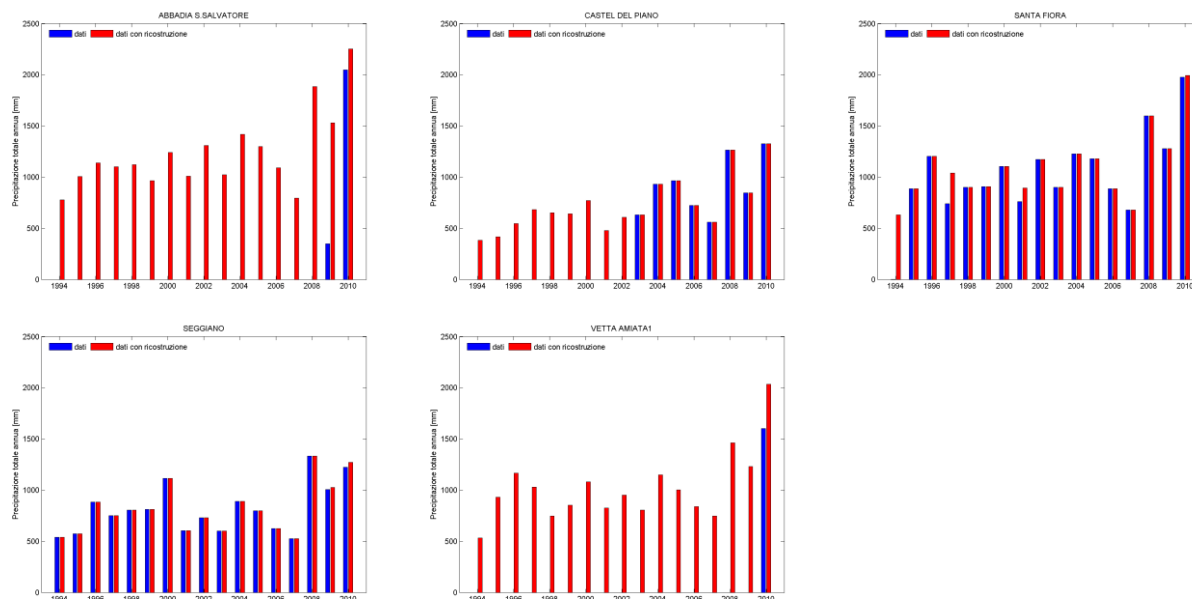 ABBADIA S.SALVATORE
2500
2000
1500
1000
500
0
Precipitazione totale annua [mm]
dati dati con ricostruzione
1994 1996 1998 2000 2002 2004 2006 2008 2010
CASTEL DEL PIANO
2500
2000
1500
1000
500
0
Precipitazione totale annua [mm]
dati dati con ricostruzione
1994 1996 1998 2000 2002 2004 2006 2008 2010
SANTA FIORA
2500
2000
1500
1000
500
0
Precipitazione totale annua [mm]
dati dati con ricostruzione
1994 1996 1998 2000 2002 2004 2006 2008 2010
SEGGIANO
2500
2000
1500
1000
500
0
Precipitazione totale annua [mm]
dati dati con ricostruzione
1994 1996 1998 2000 2002 2004 2006 2008 2010
VETTA AMIATA1
2500
2000
1500
1000
500
0
Precipitazione totale annua [mm]
dati dati con ricostruzione
1994 1996 1998 2000 2002 2004 2006 2008 2010